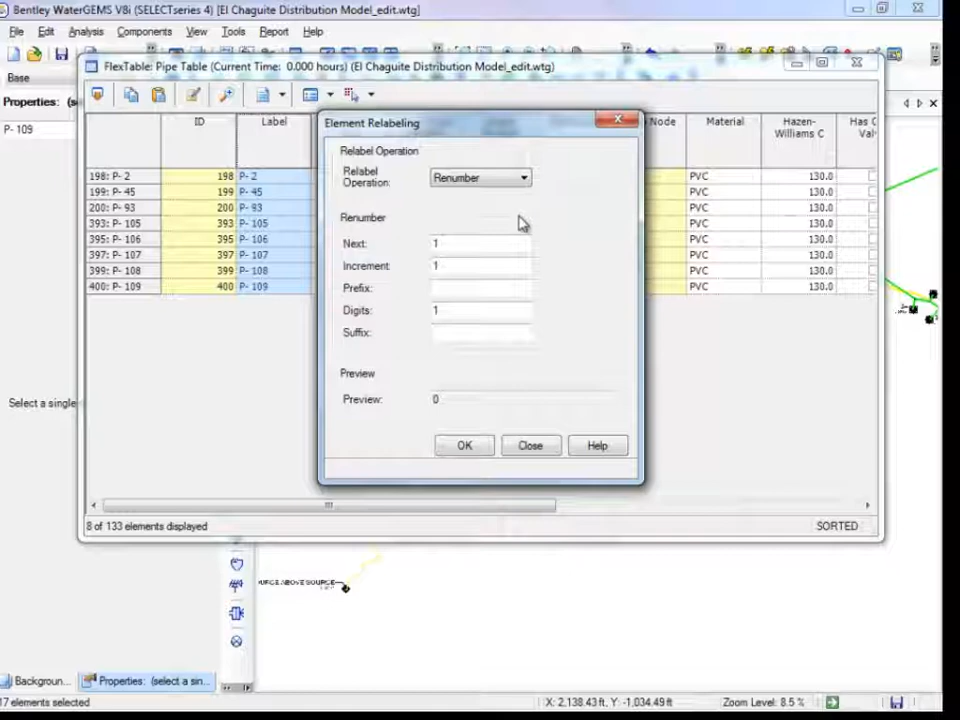 Bentley WaterGEMS V8i (SELECTseries 4) [El Chaguite Distribution Model_edit.wtg]
File Edit Analysis Components View Tools Report Help
FlexTable: Pipe Table (Current Time: 0.000 hours) (El Chaguite Distribution Model_edit.wtg)
Base
Properties: (s
P- 109
Element Relabeling
ID Label Node Material Hazen-Williams C Has C
Val
Relabel Operation
Relabel Operation: Renumber
198: P- 2 198 P- 2 PVC 130.0
199: P- 45 199 P- 45 PVC 130.0
200: P- 93 200 P- 93 PVC 130.0
393: P- 105 393 P- 105 PVC 130.0
395: P- 106 395 P- 106 PVC 130.0
397: P- 107 397 P- 107 PVC 130.0
399: P- 108 399 P- 108 PVC 130.0
400: P- 109 400 P- 109 PVC 130.0
Renumber
Next: 1
Increment: 1
Prefix:
Digits: 1
Suffix:
Preview
Preview: 0
OK Close Help
Select a single
8 of 133 elements displayed SORTED
ABOVE SOURCE
Backgroun... Properties: (select a sin...
17 elements selected X: 2,138.43 ft, Y: -1,034.49 ft Zoom Level: 8.5 %